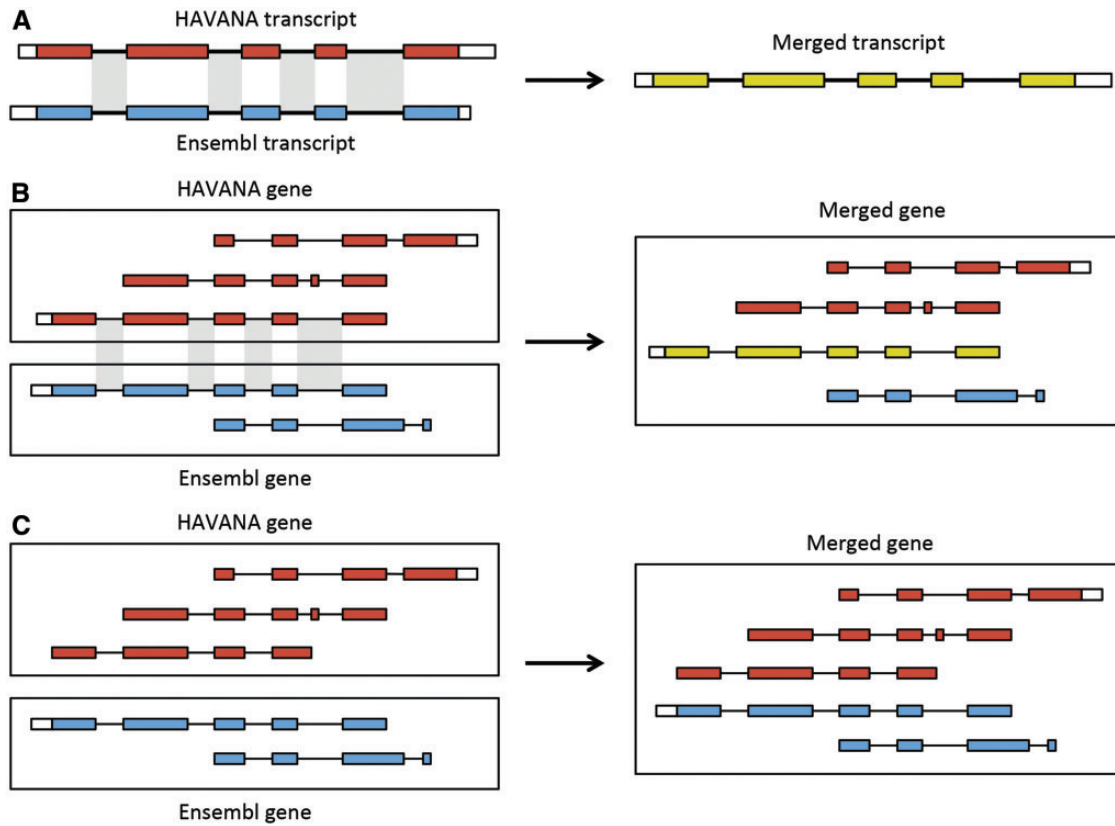 A
HAVANA transcript
Merged transcript
Ensembl transcript
B
HAVANA gene
Merged gene
Ensembl gene
C
HAVANA gene
Merged gene
Ensembl gene